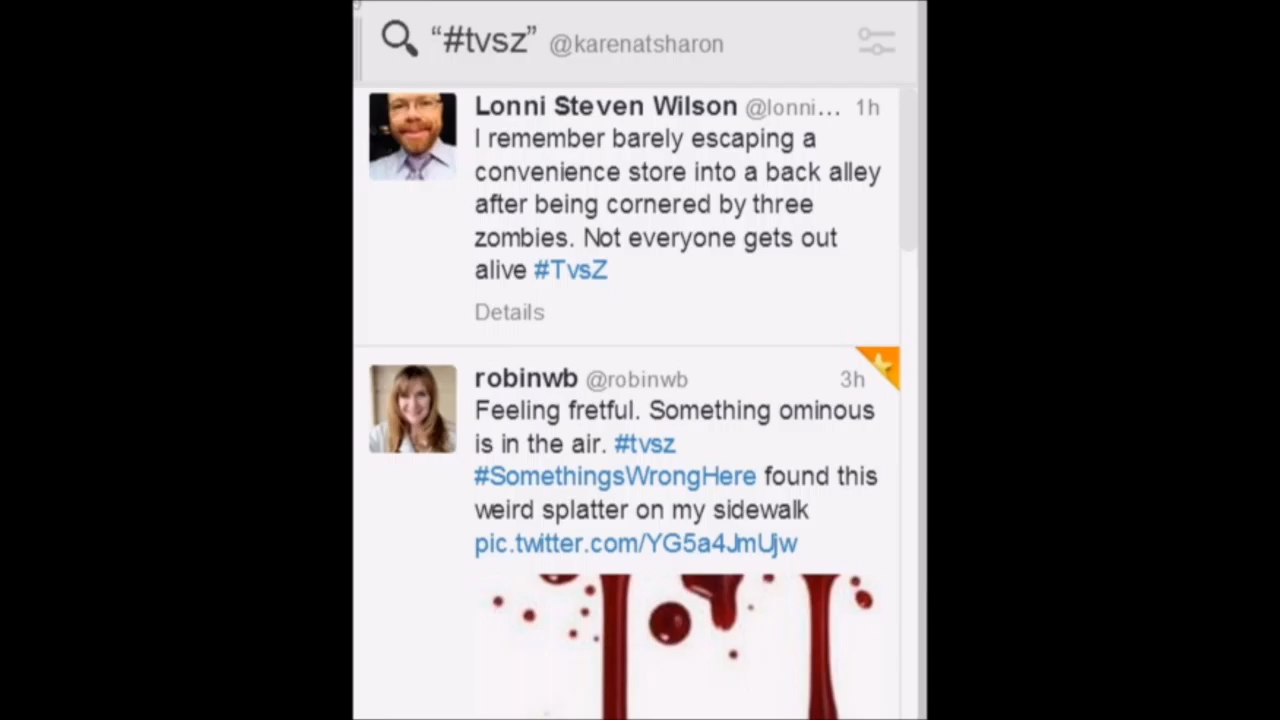 “#tvsz” @karenatsharon
Lonni Steven Wilson @lonni... 1h
I remember barely escaping a
convenience store into a back alley
after being cornered by three
zombies. Not everyone gets out
alive #TvsZ
Details
robinwb @robinwb 3h
Feeling fretful. Something ominous
is in the air. #tvsz
#SomethingsWrongHere found this
weird splatter on my sidewalk
pic.twitter.com/YG5a4JmUjw